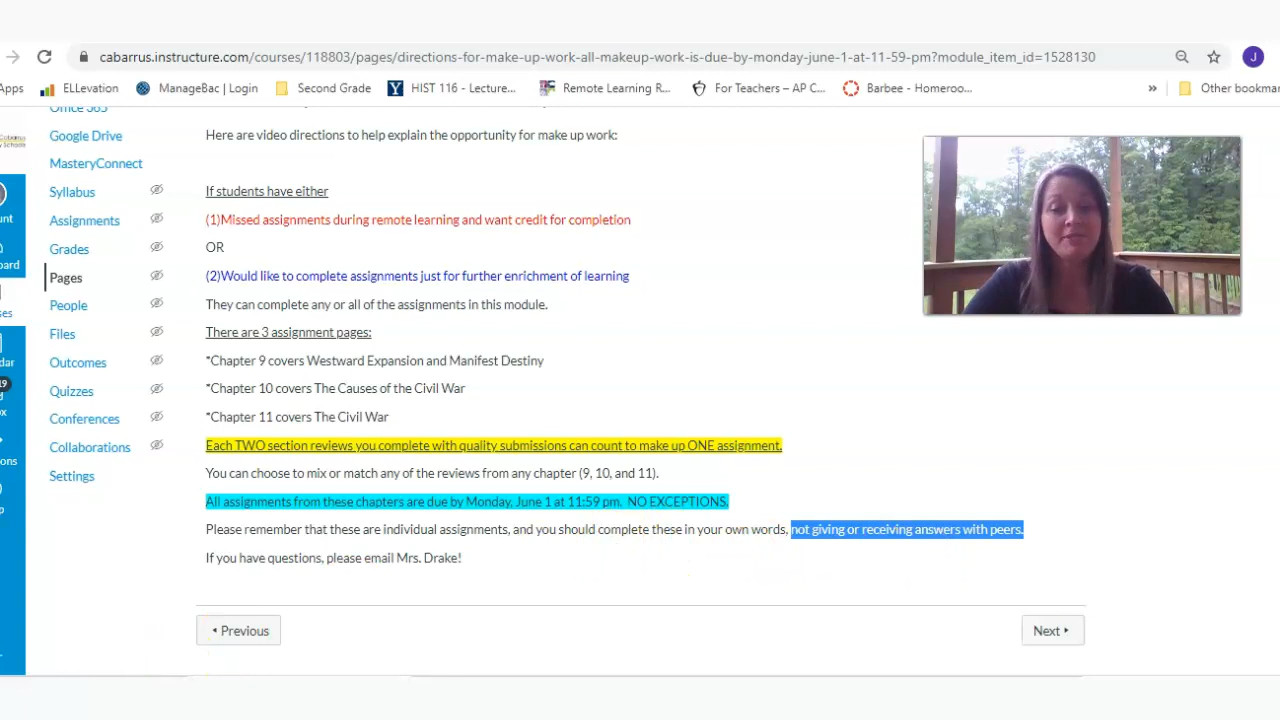 cabarrus.instructure.com/courses/118803/pages/directions-for-make-up-work-all-makeup-work-is-due-by-monday-june-1-at-11-59-pm?module_item_id=1528130
J
Apps ELLevation ManageBac | Login Second Grade Y HIST 116 - Lecture... Remote Learning R... For Teachers – AP C... Barbee - Homeroo... » Other bookmar
Office 365
Google Drive
MasteryConnect
Syllabus
Assignments
Grades
Pages
People
Files
Outcomes
Quizzes
Conferences
Collaborations
Settings
unt
oard
ses
dar
19
ox
ions
Here are video directions to help explain the opportunity for make up work:
If students have either
(1)Missed assignments during remote learning and want credit for completion
OR
(2)Would like to complete assignments just for further enrichment of learning
They can complete any or all of the assignments in this module.
There are 3 assignment pages:
*Chapter 9 covers Westward Expansion and Manifest Destiny
*Chapter 10 covers The Causes of the Civil War
*Chapter 11 covers The Civil War
Each TWO section reviews you complete with quality submissions can count to make up ONE assignment.
You can choose to mix or match any of the reviews from any chapter (9, 10, and 11).
All assignments from these chapters are due by Monday, June 1 at 11:59 pm. NO EXCEPTIONS.
Please remember that these are individual assignments, and you should complete these in your own words, not giving or receiving answers with peers.
If you have questions, please email Mrs. Drake!
Previous
Next